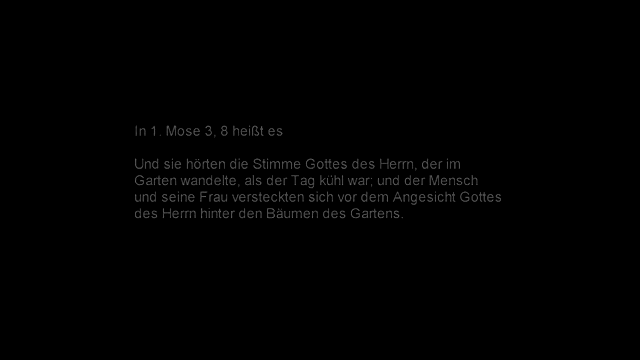 In 1. Mose 3, 8 heißt es
Und sie hörten die Stimme Gottes des Herrn, der im
Garten wandelte, als der Tag kühl war; und der Mensch
und seine Frau versteckten sich vor dem Angesicht Gottes
des Herrn hinter den Bäumen des Gartens.